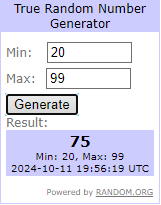 True Random Number
Generator
Min: 20
Max: 99
Generate
Result:
75
Min: 20, Max: 99
2024-10-11 19:56:19 UTC
Powered by RANDOM.ORG